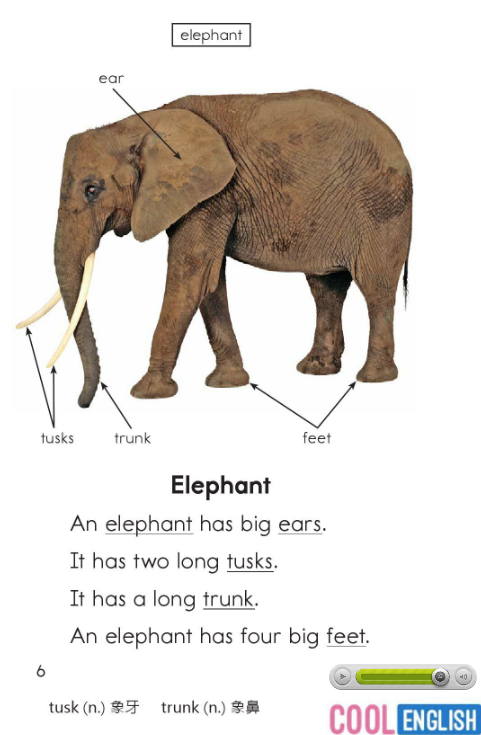 elephant
ear
tusks
trunk
feet
Elephant
An elephant has big ears.
It has two long tusks.
It has a long trunk.
An elephant has four big feet.
6
tusk (n.) 象牙 trunk (n.) 象鼻
COOL ENGLISH